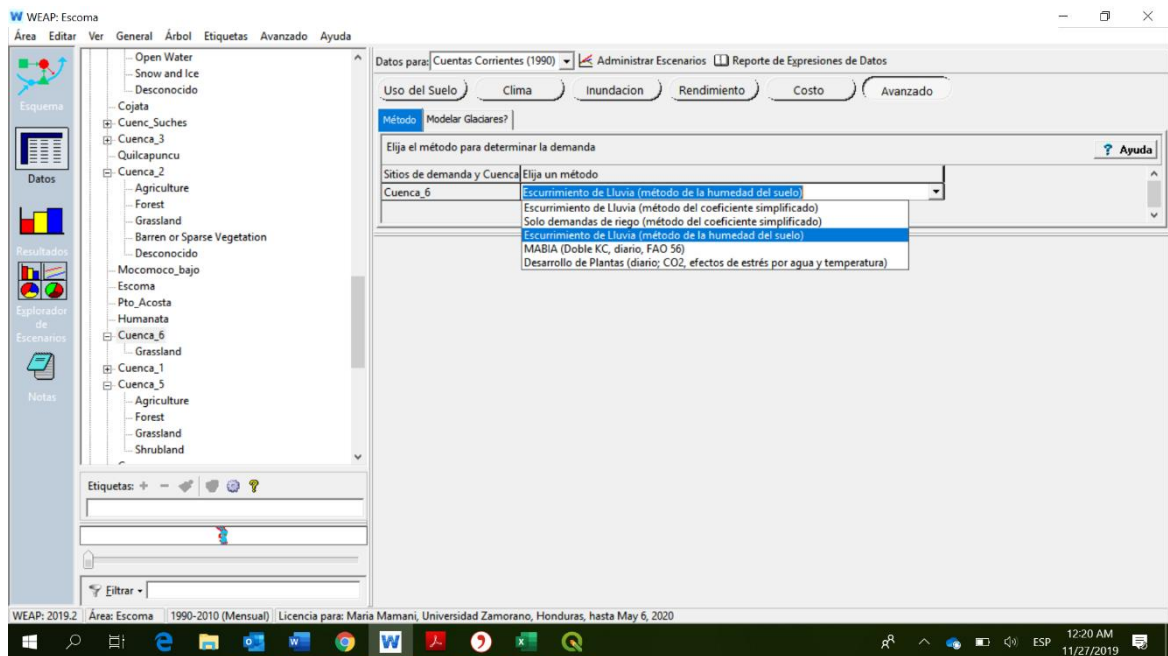 WEAP: Escoma
Área Editar Ver General Árbol Etiquetas Avanzado Ayuda
Esquema
Datos
Resultados
Explorador
de
Escenarios
Notas
Open Water
Snow and Ice
Desconocido
Cojata
Cuenc_Suches
Cuenca_3
Quilcapuncu
Cuenca_2
Agriculture
Forest
Grassland
Barren or Sparse Vegetation
Desconocido
Mocomoco_bajo
Escoma
Pto_Acosta
Humanata
Cuenca_6
Grassland
Cuenca_1
Cuenca_5
Agriculture
Forest
Grassland
Shrubland
Etiquetas:
Filtrar
Datos para: Cuentas Corrientes (1990) Administrar Escenarios Reporte de Expresiones de Datos
Uso del Suelo Clima Inundacion Rendimiento Costo Avanzado
Método Modelar Glaciares?
Elija el método para determinar la demanda ? Ayuda
Sitios de demanda y Cuenca Elija un método
Cuenca_6 Escurrimiento de Lluvia (método de la humedad del suelo)
Escurrimiento de Lluvia (método del coeficiente simplificado)
Solo demandas de riego (método del coeficiente simplificado)
Escurrimiento de Lluvia (método de la humedad del suelo)
MABIA (Doble KC, diario, FAO 56)
Desarrollo de Plantas (diario; CO2, efectos de estrés por agua y temperatura)
WEAP: 2019.2 Área: Escoma 1990-2010 (Mensual) Licencia para: Maria Mamani, Universidad Zamorano, Honduras, hasta May 6, 2020
ESP 12:20 AM
11/27/2019